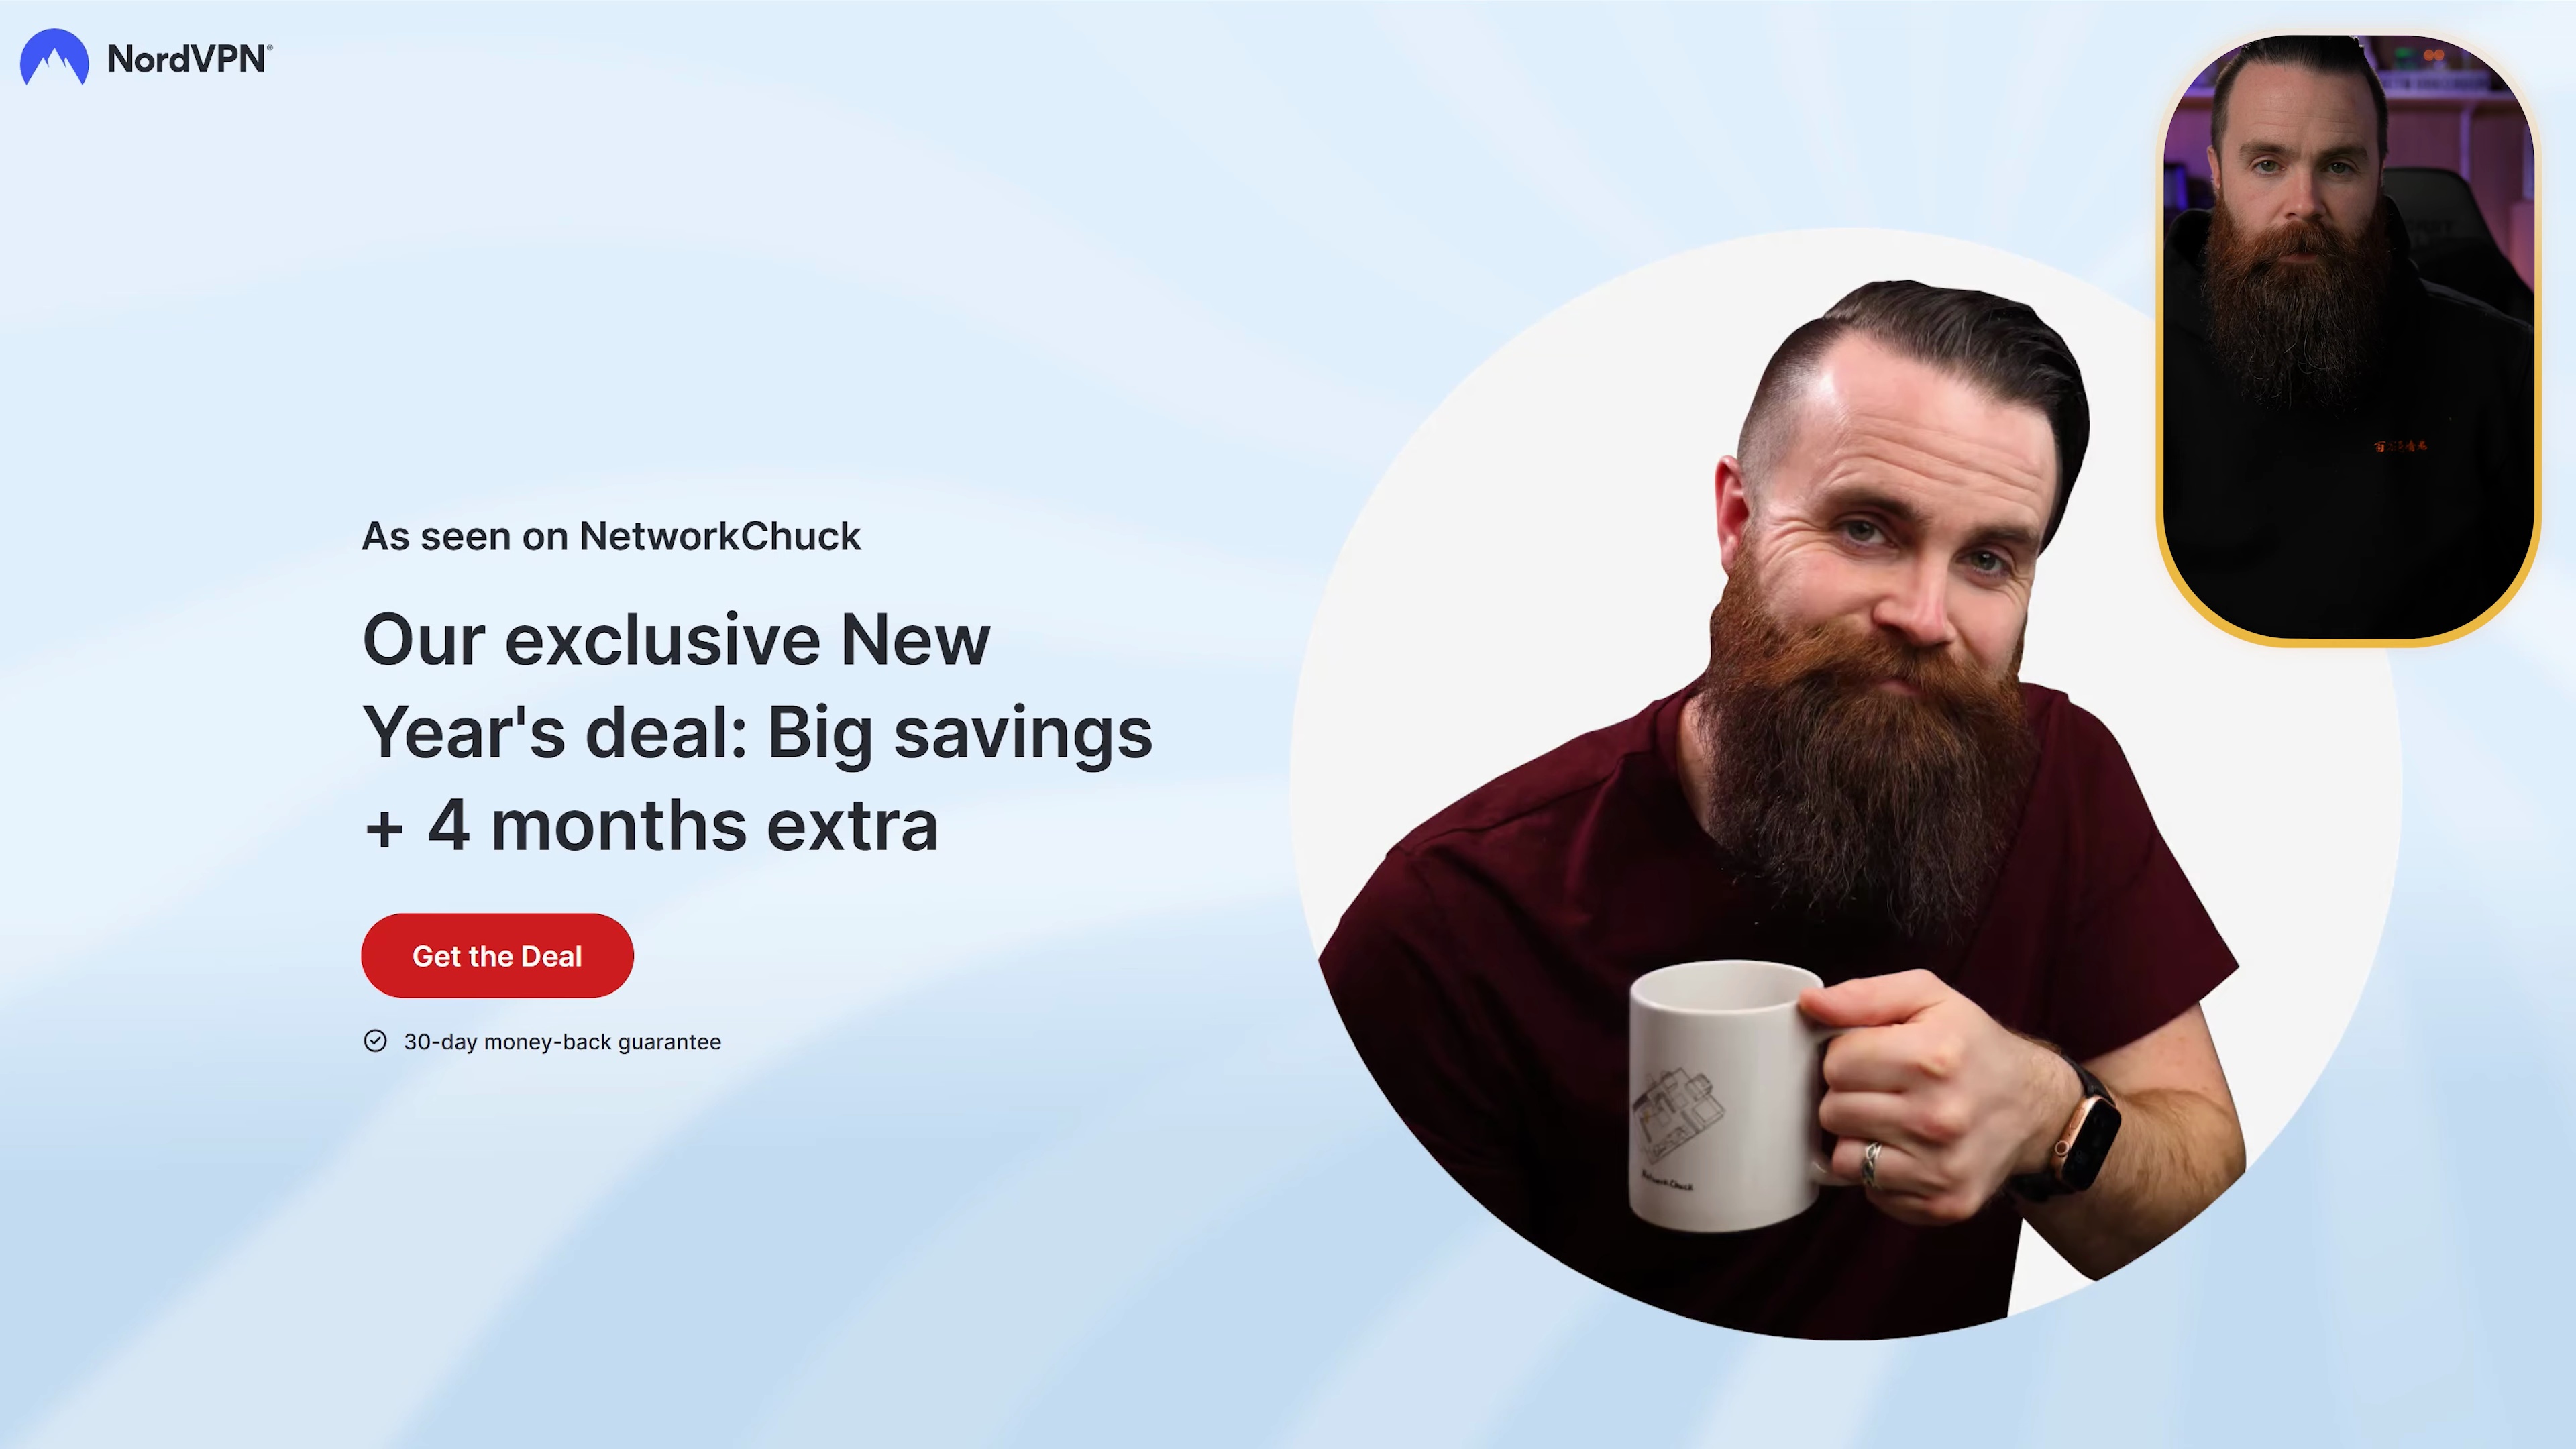 NordVPN®
As seen on NetworkChuck
Our exclusive New
Year's deal: Big savings
+ 4 months extra
Get the Deal
30-day money-back guarantee
NetworkChuck